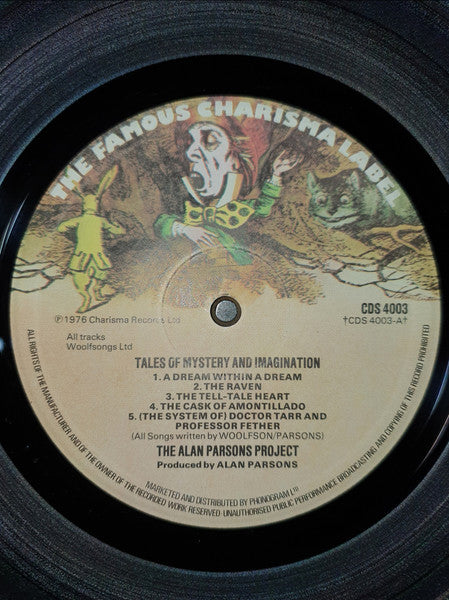 THE FAMOUS CHARISMA LABEL
CDS 4003
℗ 1976 Charisma Records Ltd
†CDS 4003-A†
All tracks
Woolfsongs Ltd
TALES OF MYSTERY AND IMAGINATION
1. A DREAM WITHIN A DREAM
2. THE RAVEN
3. THE TELL-TALE HEART
4. THE CASK OF AMONTILLADO
5. (THE SYSTEM OF) DOCTOR TARR AND
PROFESSOR FETHER
(All Songs written by WOOLFSON/PARSONS)
THE ALAN PARSONS PROJECT
Produced by ALAN PARSONS
MARKETED AND DISTRIBUTED BY PHONOGRAM
ALL RIGHTS OF THE MANUFACTURER AND OF THE OWNER OF THE RECORDED WORK RESERVED·UNAUTHORISED PUBLIC PERFORMANCE BROADCASTING AND COPYING OF THIS RECORD PROHIBITED